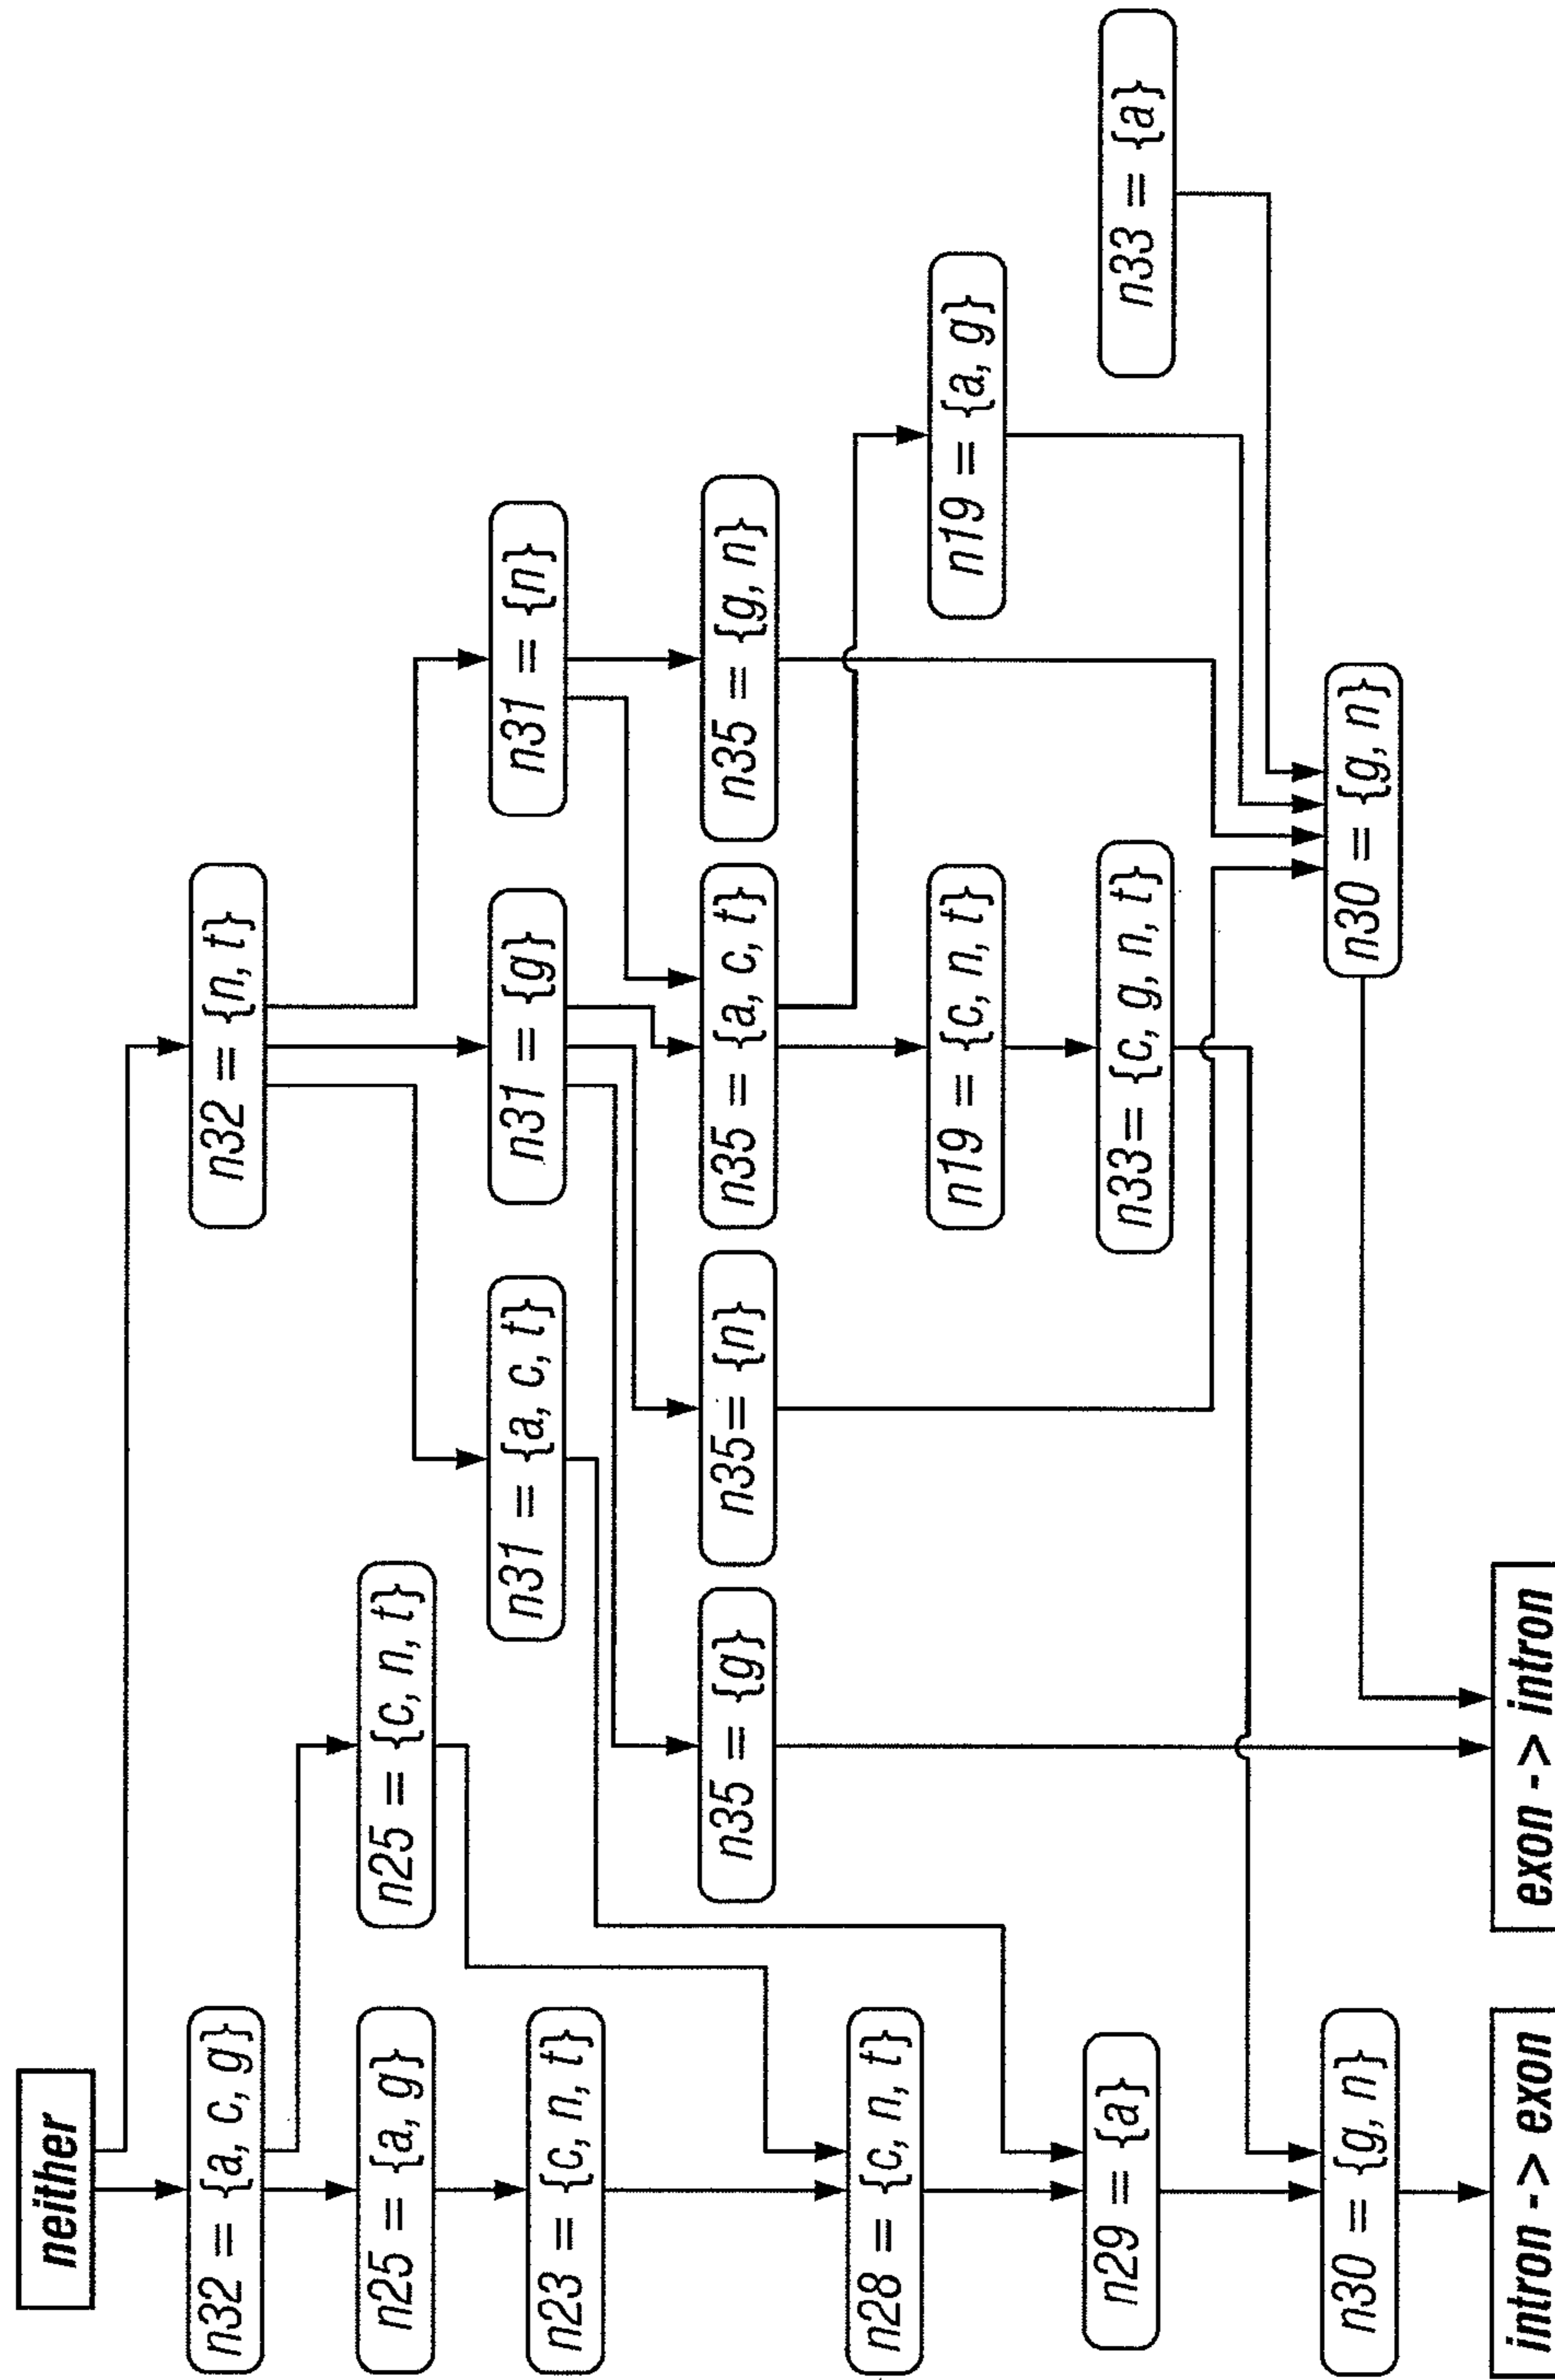 neither
n32 = {a, c, g}
n32 = {n, t}
n25 = {a, g}
n25 = {c, n, t}
n23 = {c, n, t}
n31 = {a, c, t}
n31 = {g}
n31 = {n}
n35 = {g}
n35= {n}
n35 = {a, c, t}
n35 = {g, n}
n28 = {c, n, t}
n19 = {c, n, t}
n19 = {a, g}
n29 = {a}
n33= {c, g, n, t}
n33 = {a}
n30 = {g, n}
n30 = {g, n}
intron - > exon
exon - > intron